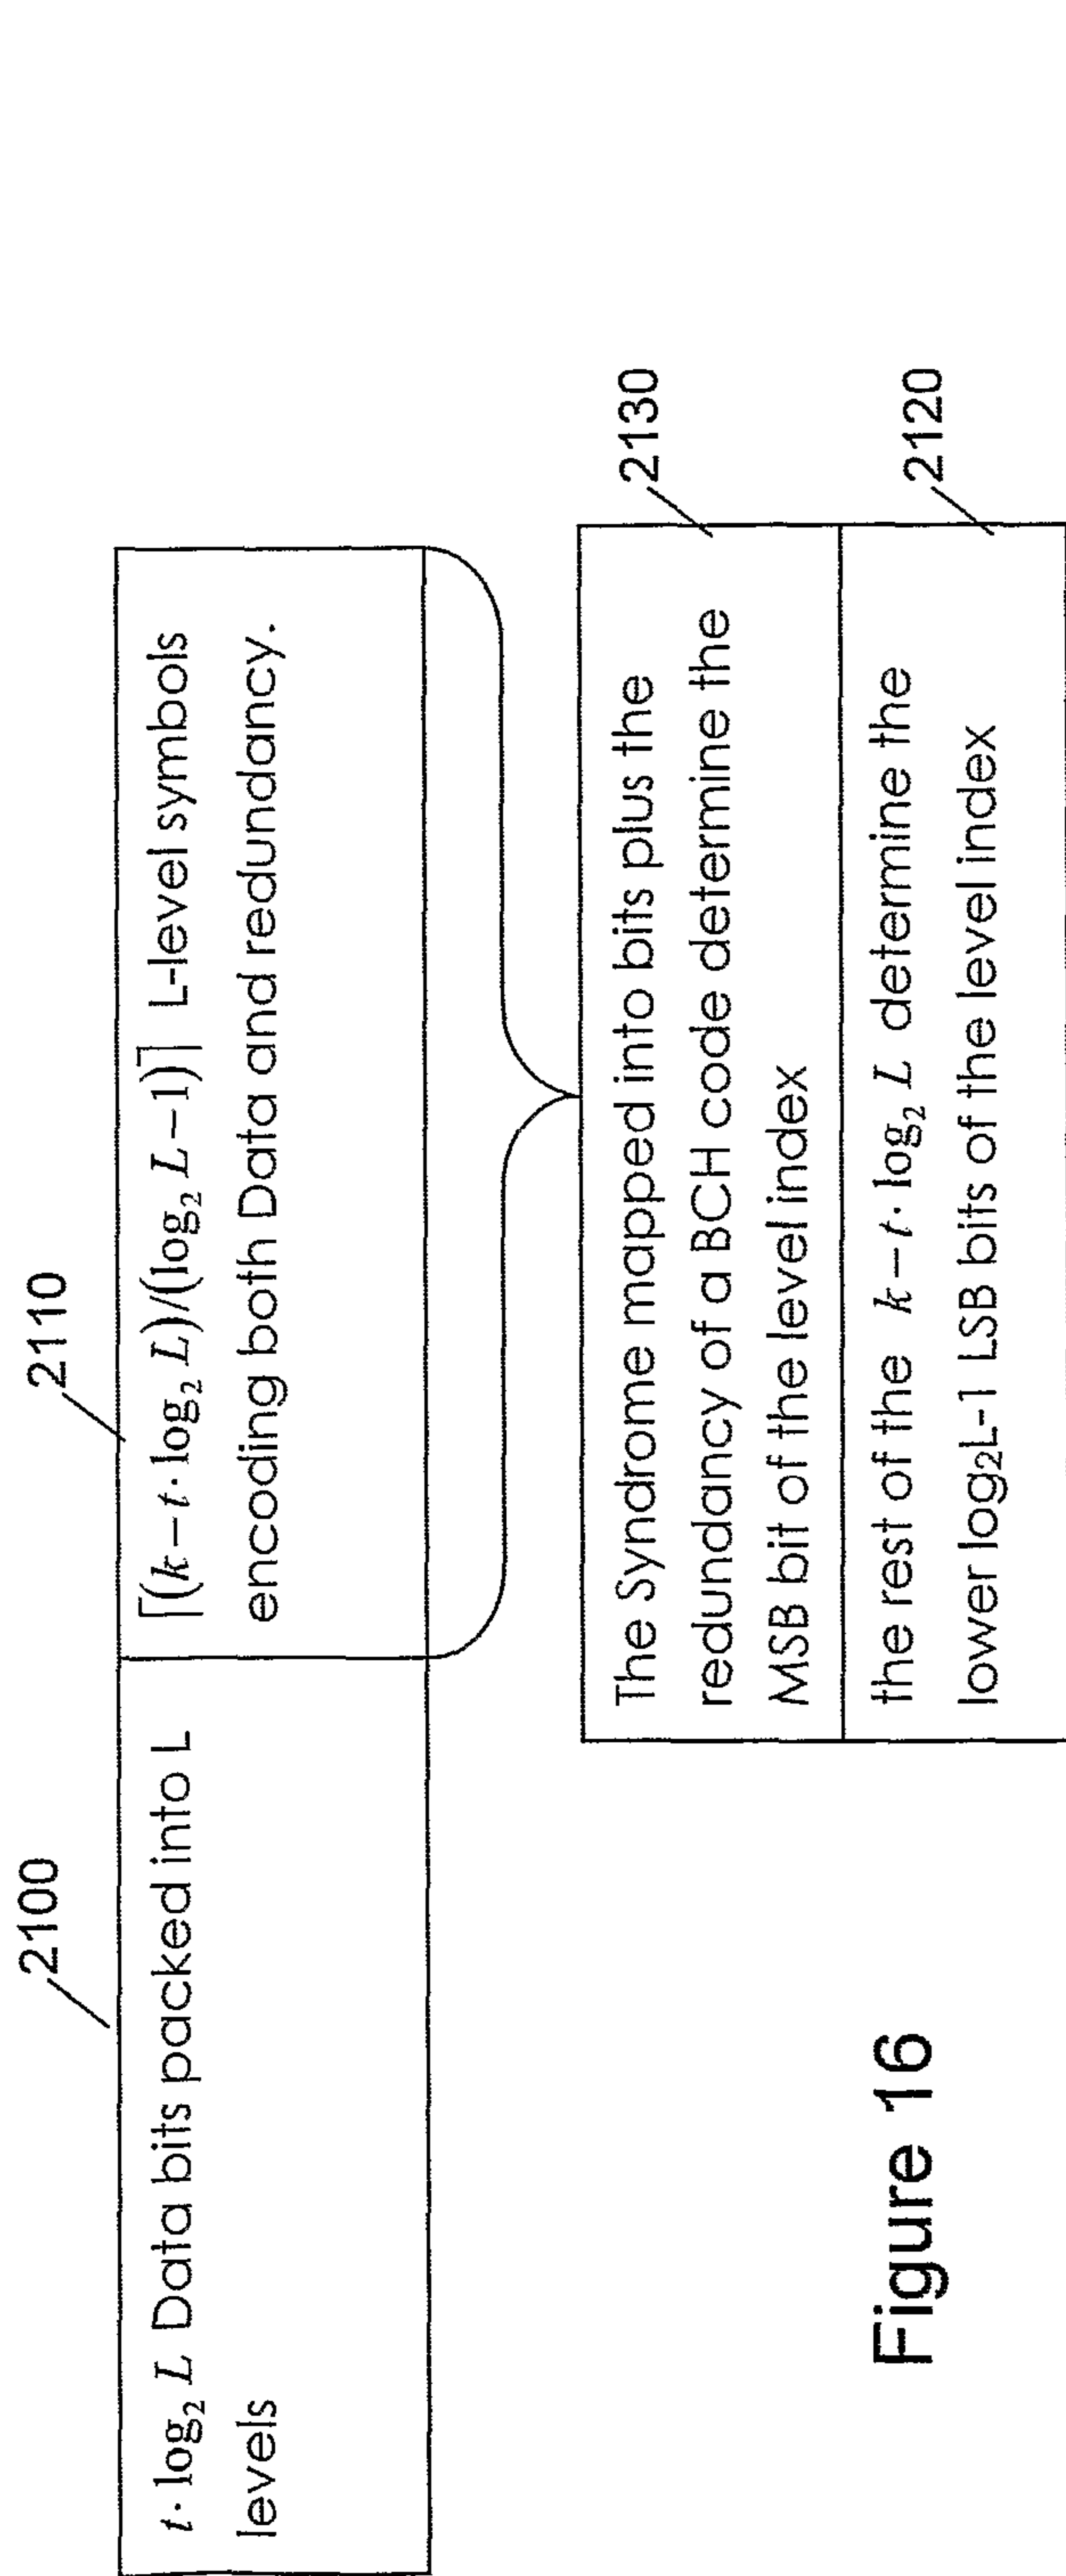 2100
2110
t· log₂ L Data bits packed into L
levels
⌈(k−t· log₂ L)/(log₂ L−1)⌉ L-level symbols
encoding both Data and redundancy.
2130
The Syndrome mapped into bits plus the
redundancy of a BCH code determine the
MSB bit of the level index
2120
the rest of the k−t· log₂ L determine the
lower log₂L-1 LSB bits of the level index
Figure 16